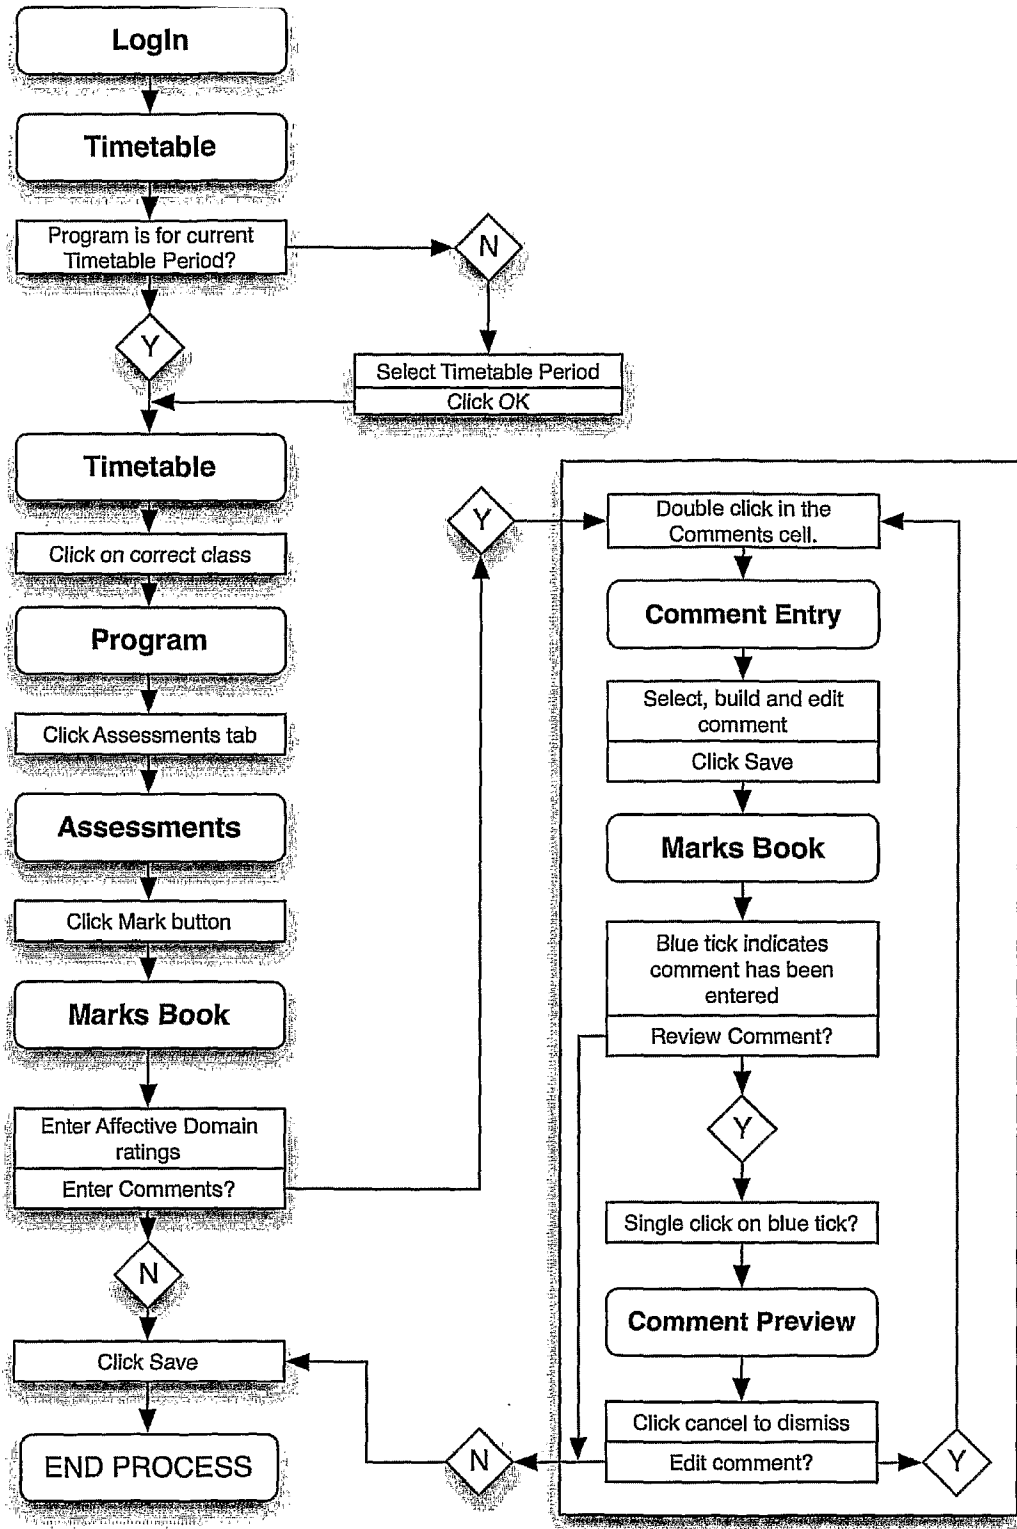 LogIn
Timetable
Program is for current
Timetable Period?
N
Y
Select Timetable Period
Click OK
Timetable
Click on correct class
Program
Click Assessments tab
Assessments
Click Mark button
Marks Book
Enter Affective Domain
ratings
Enter Comments?
N
Click Save
END PROCESS
Y
Double click in the
Comments cell.
Comment Entry
Select, build and edit
comment
Click Save
Marks Book
Blue tick indicates
comment has been
entered
Review Comment?
Y
Single click on blue tick?
Comment Preview
Click cancel to dismiss
Edit comment?
N
Y